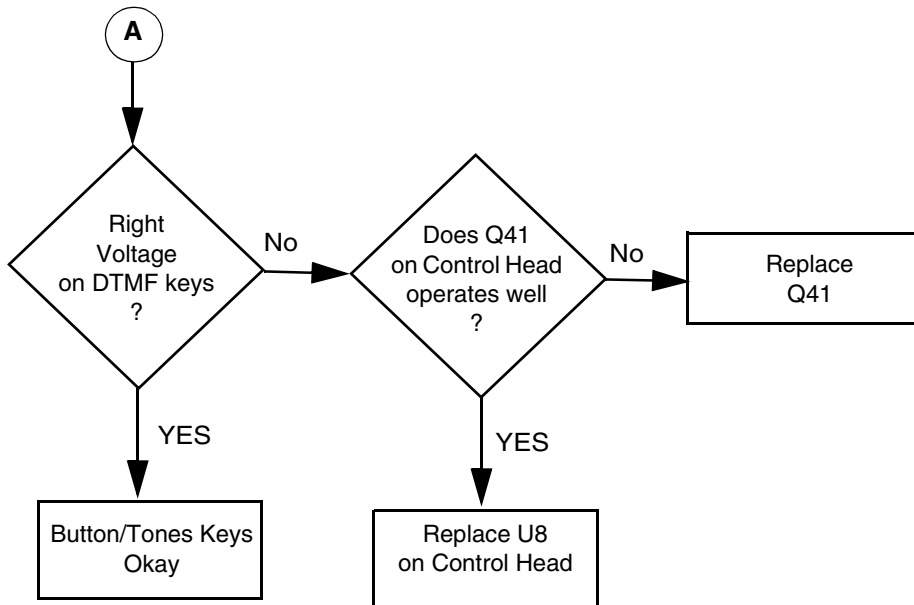 A
Right
Voltage
on DTMF keys
?
No
Does Q41
on Control Head
operates well
?
No
Replace
Q41
YES
YES
Button/Tones Keys
Okay
Replace U8
on Control Head